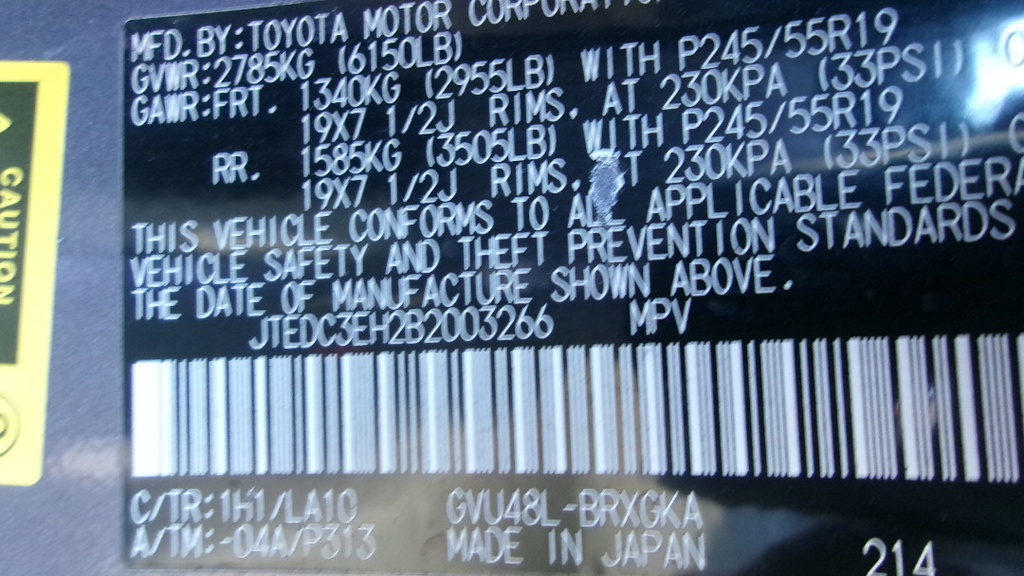 MFD. BY: TOYOTA MOTOR CORPORATIO
GVWR: 2785KG (6150LB)
GAWR: FRT. 1340KG (2955LB) WITH P245/55R19
19X7 1/2J RIMS, AT 230KPA (33PSI) C
RR. 1585KG (3505LB) WITH P245/55R19
19X7 1/2J RIMS, T 230KPA (33PSI) C
THIS VEHICLE CONFORMS TO ALL APPLICABLE FEDERA
VEHICLE SAFETY AND THEFT PREVENTION STANDARDS
THE DATE OF MANUFACTURE SHOWN ABOVE.
JTEDC3EH2B2003266 MPV
C/TR: 1H1/LA10 GVU48L-BRXGKA
A/TM: -04A/P313 MADE IN JAPAN
214
CAUTION